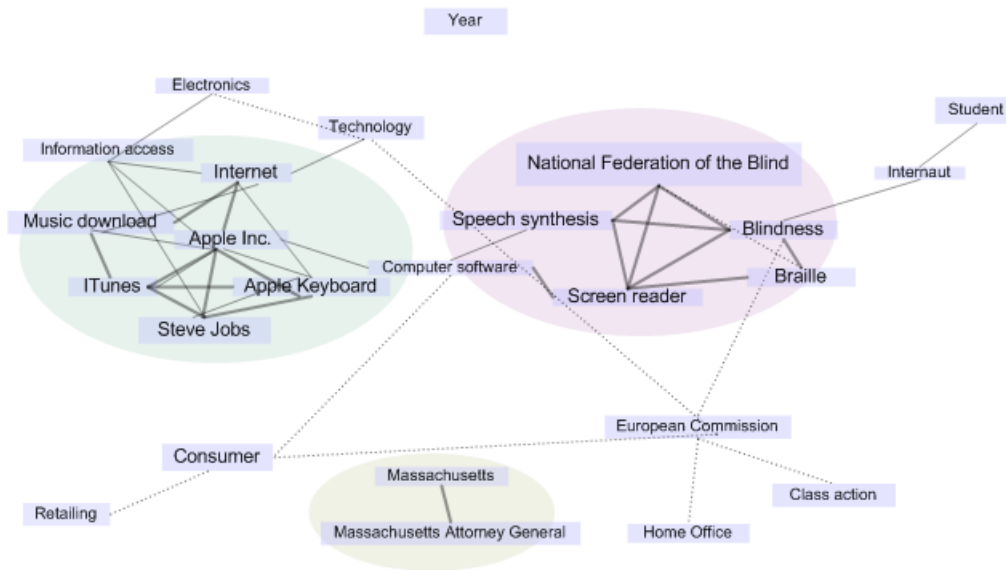 Year
Electronics
Student
Technology
Information access
National Federation of the Blind
Internet
Internaut
Music download
Speech synthesis
Blindness
Apple Inc.
Computer software
Braille
ITunes
Apple Keyboard
Screen reader
Steve Jobs
European Commission
Consumer
Massachusetts
Class action
Retailing
Massachusetts Attorney General
Home Office